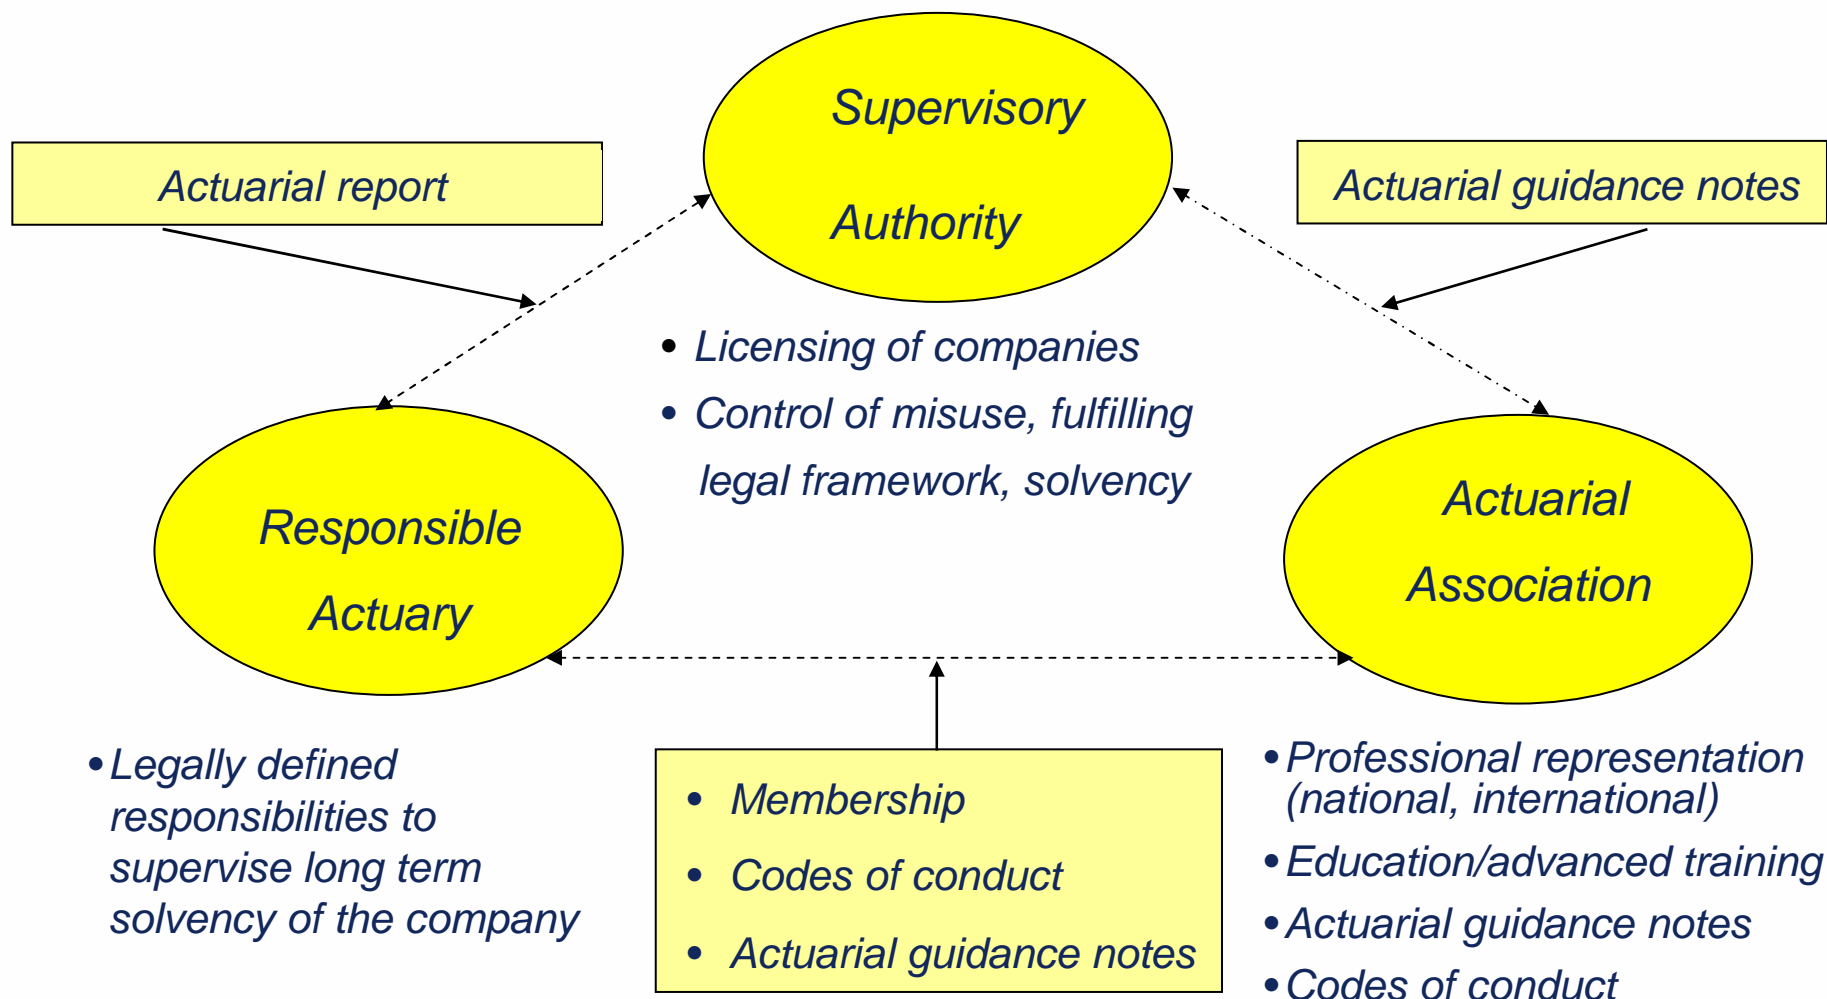 Supervisory
Authority
Actuarial report
Actuarial guidance notes
• Licensing of companies
• Control of misuse, fulfilling
legal framework, solvency
Responsible
Actuary
Actuarial
Association
• Legally defined
responsibilities to
supervise long term
solvency of the company
• Membership
• Codes of conduct
• Actuarial guidance notes
• Professional representation
(national, international)
• Education/advanced training
• Actuarial guidance notes
• Codes of conduct